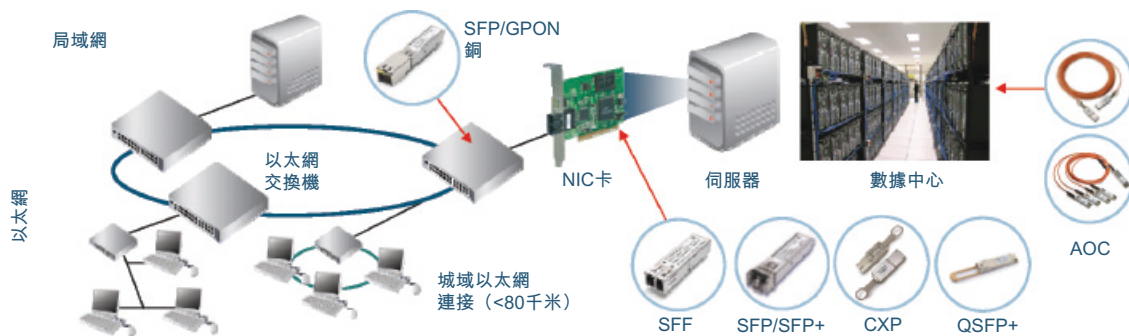 局域網
SFP/GPON
銅
以太網
交換機
以太網
NIC卡
伺服器
數據中心
AOC
城域以太網
連接（<80千米）
SFF
SFP/SFP+
CXP
QSFP+